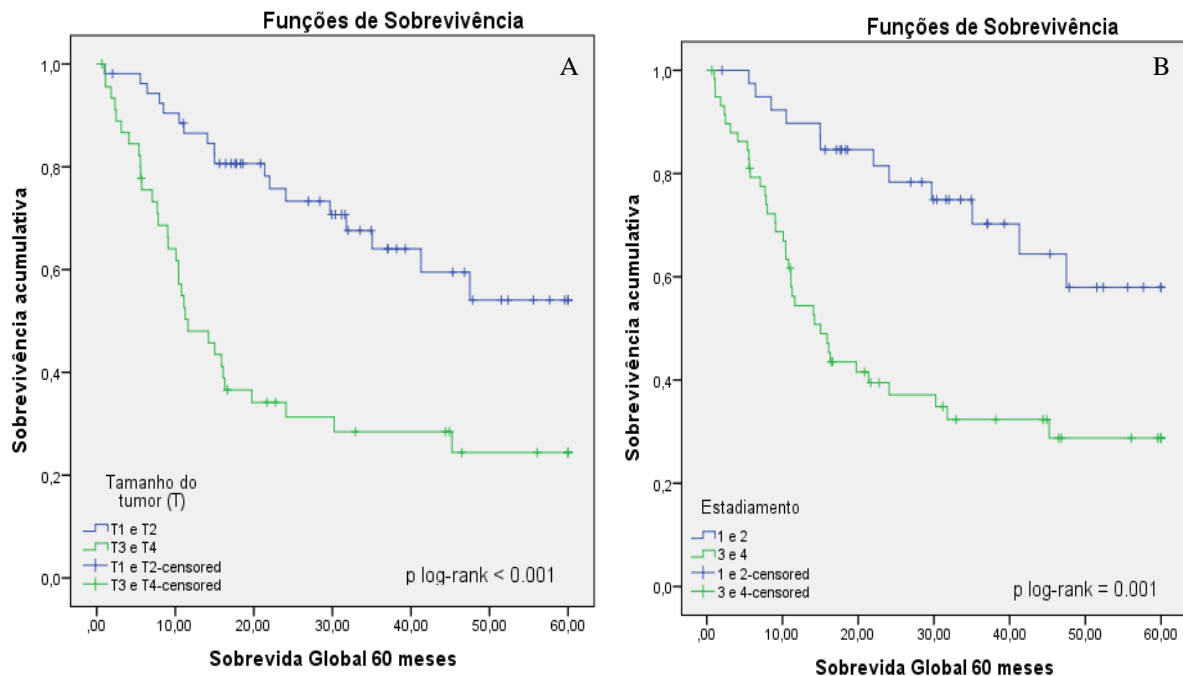 Funções de Sobrevivência
A
1,0
0,8
0,6
0,4
0,2
0,0
Sobrevivência acumulativa
Tamanho do
tumor (T)
T1 e T2
T3 e T4
T1 e T2-censored
T3 e T4-censored
p log-rank < 0.001
,00 10,00 20,00 30,00 40,00 50,00 60,00
Sobrevida Global 60 meses
Funções de Sobrevivência
B
1,0
0,8
0,6
0,4
0,2
0,0
Sobrevivência acumulativa
Estadiamento
1 e 2
3 e 4
1 e 2-censored
3 e 4-censored
p log-rank = 0.001
,00 10,00 20,00 30,00 40,00 50,00 60,00
Sobrevida Global 60 meses